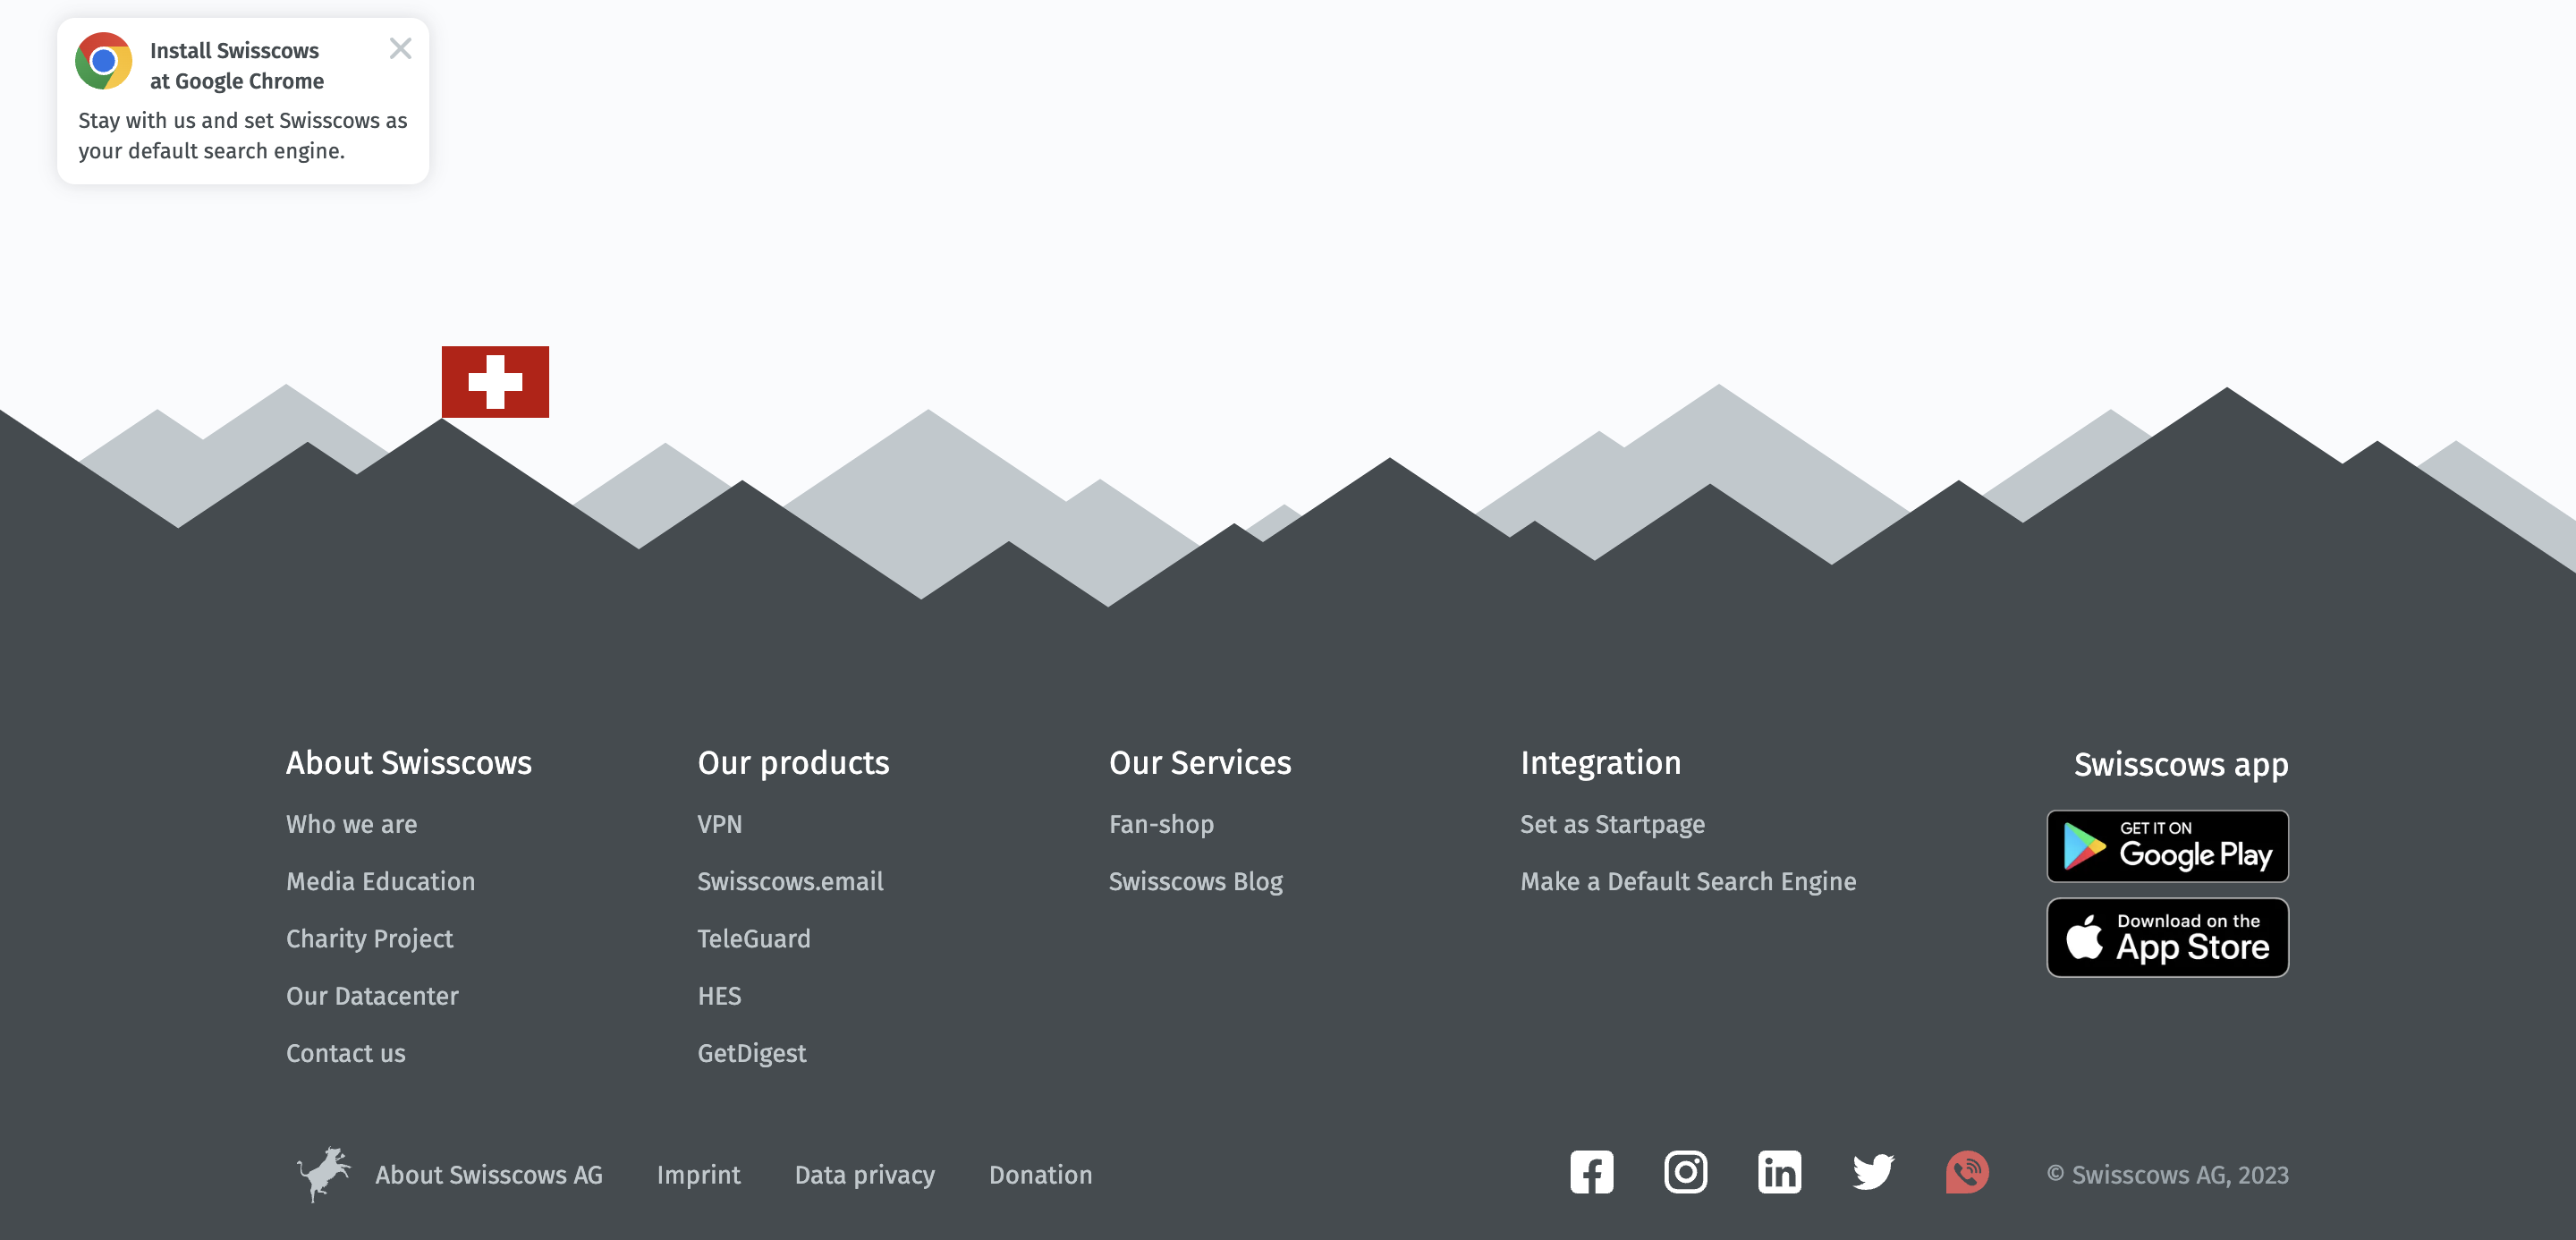 Install Swisscows
at Google Chrome
Stay with us and set Swisscows as
your default search engine.
About Swisscows
Who we are
Media Education
Charity Project
Our Datacenter
Contact us
Our products
VPN
Swisscows.email
TeleGuard
HES
GetDigest
Our Services
Fan-shop
Swisscows Blog
Integration
Set as Startpage
Make a Default Search Engine
Swisscows app
GET IT ON
Google Play
Download on the
App Store
About Swisscows AG
Imprint
Data privacy
Donation
© Swisscows AG, 2023